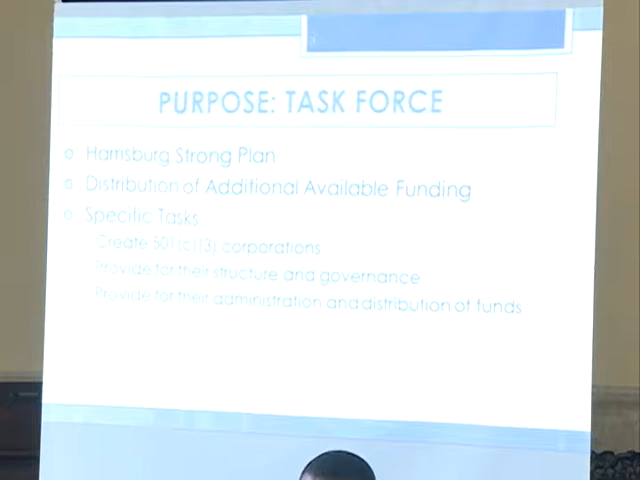 PURPOSE: TASK FORCE
o Harrisburg Strong Plan
o Distribution of Additional Available Funding
o Specific Tasks
Create 501(c)(3) corporations
Provide for their structure and governance
Provide for their administration and distribution of funds